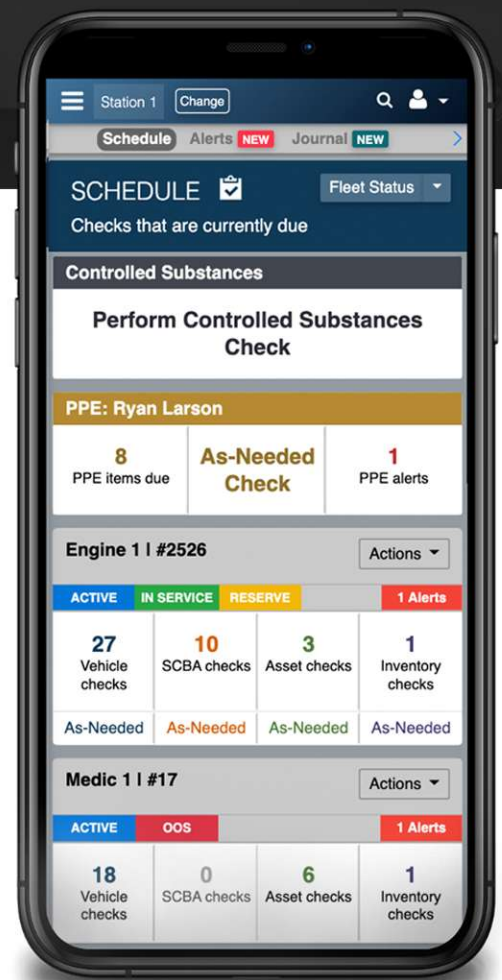 Station 1 Change
Schedule Alerts NEW Journal NEW
SCHEDULE Fleet Status
Checks that are currently due
Controlled Substances
Perform Controlled Substances
Check
PPE: Ryan Larson
8 As-Needed 1
PPE items due Check PPE alerts
Engine 1 | #2526 Actions
ACTIVE IN SERVICE RESERVE 1 Alerts
27 10 3 1
Vehicle SCBA checks Asset checks Inventory
checks checks
As-Needed As-Needed As-Needed As-Needed
Medic 1 | #17 Actions
ACTIVE OOS 1 Alerts
18 0 6 1
Vehicle SCBA checks Asset checks Inventory
checks checks